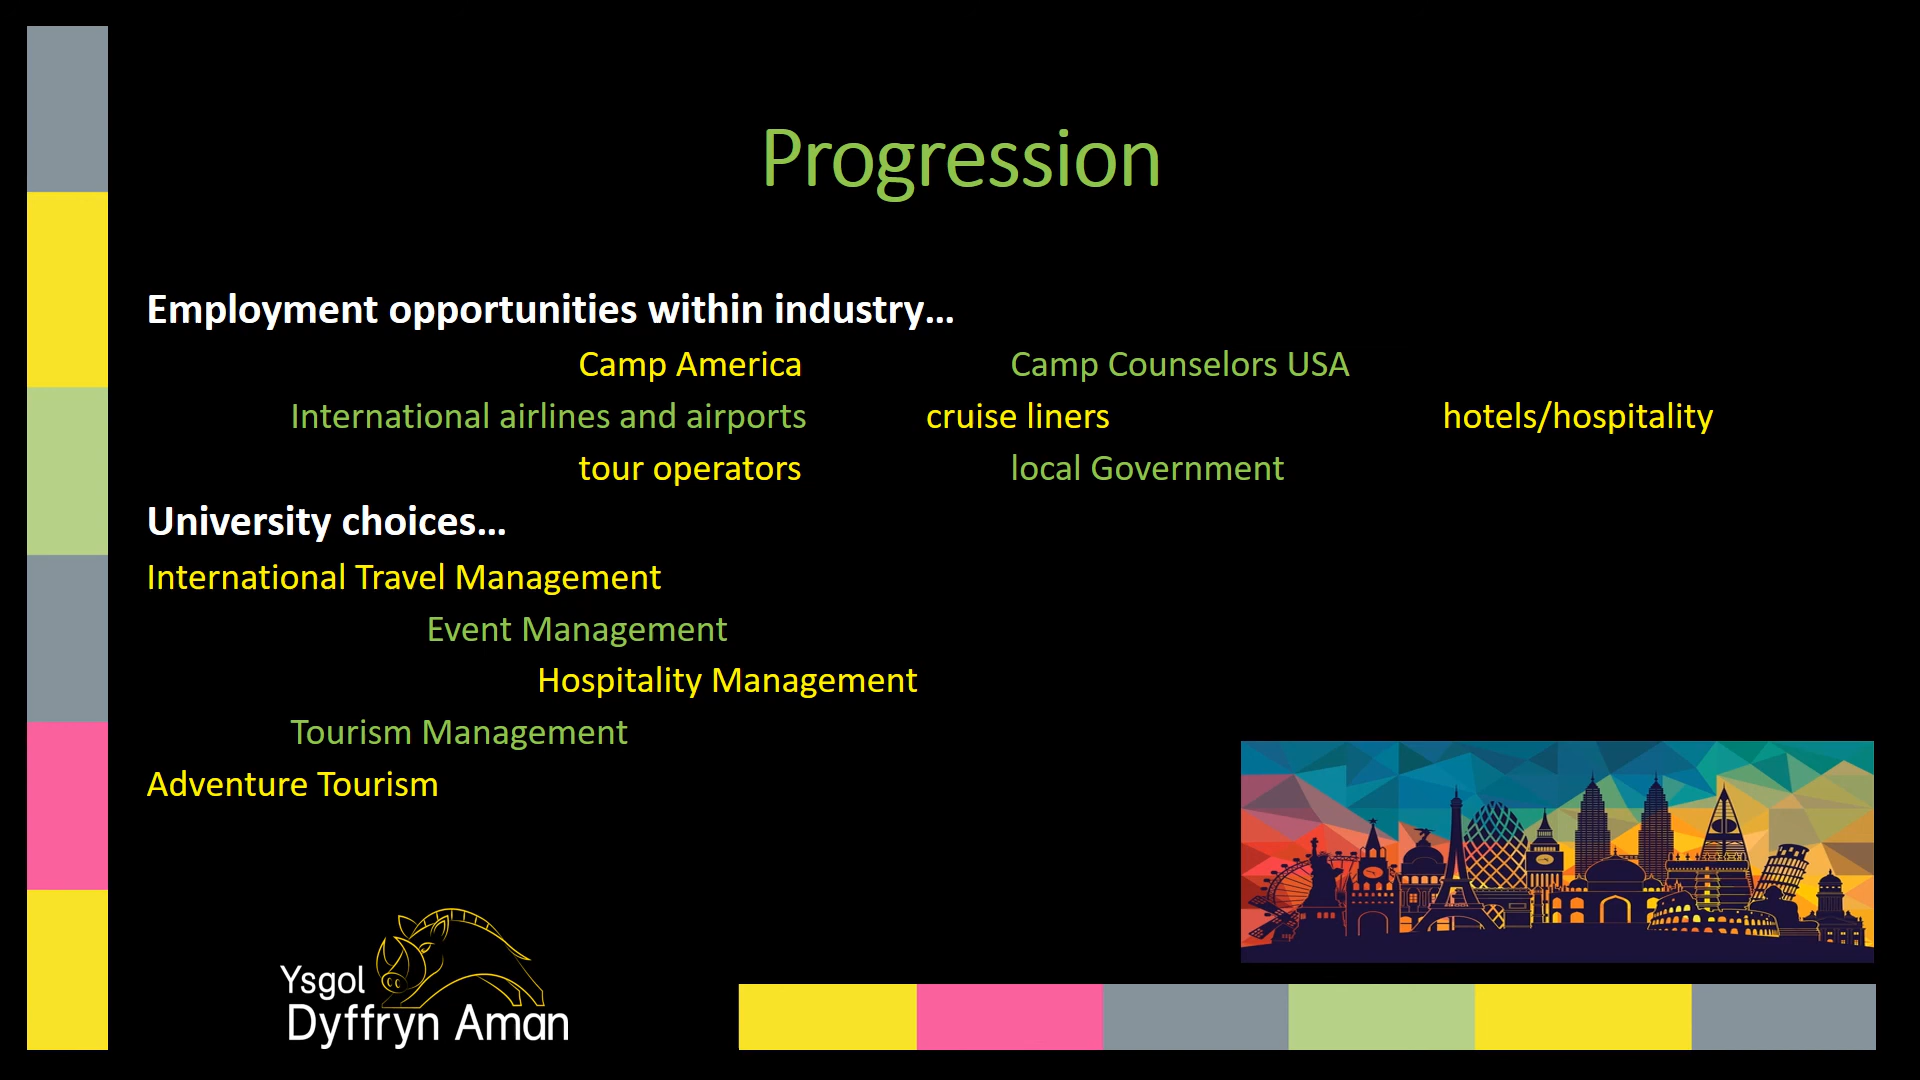 Progression
Employment opportunities within industry...
Camp America Camp Counselors USA
International airlines and airports cruise liners hotels/hospitality
tour operators local Government
University choices...
International Travel Management
Event Management
Hospitality Management
Tourism Management
Adventure Tourism
Ysgol
Dyffryn Aman